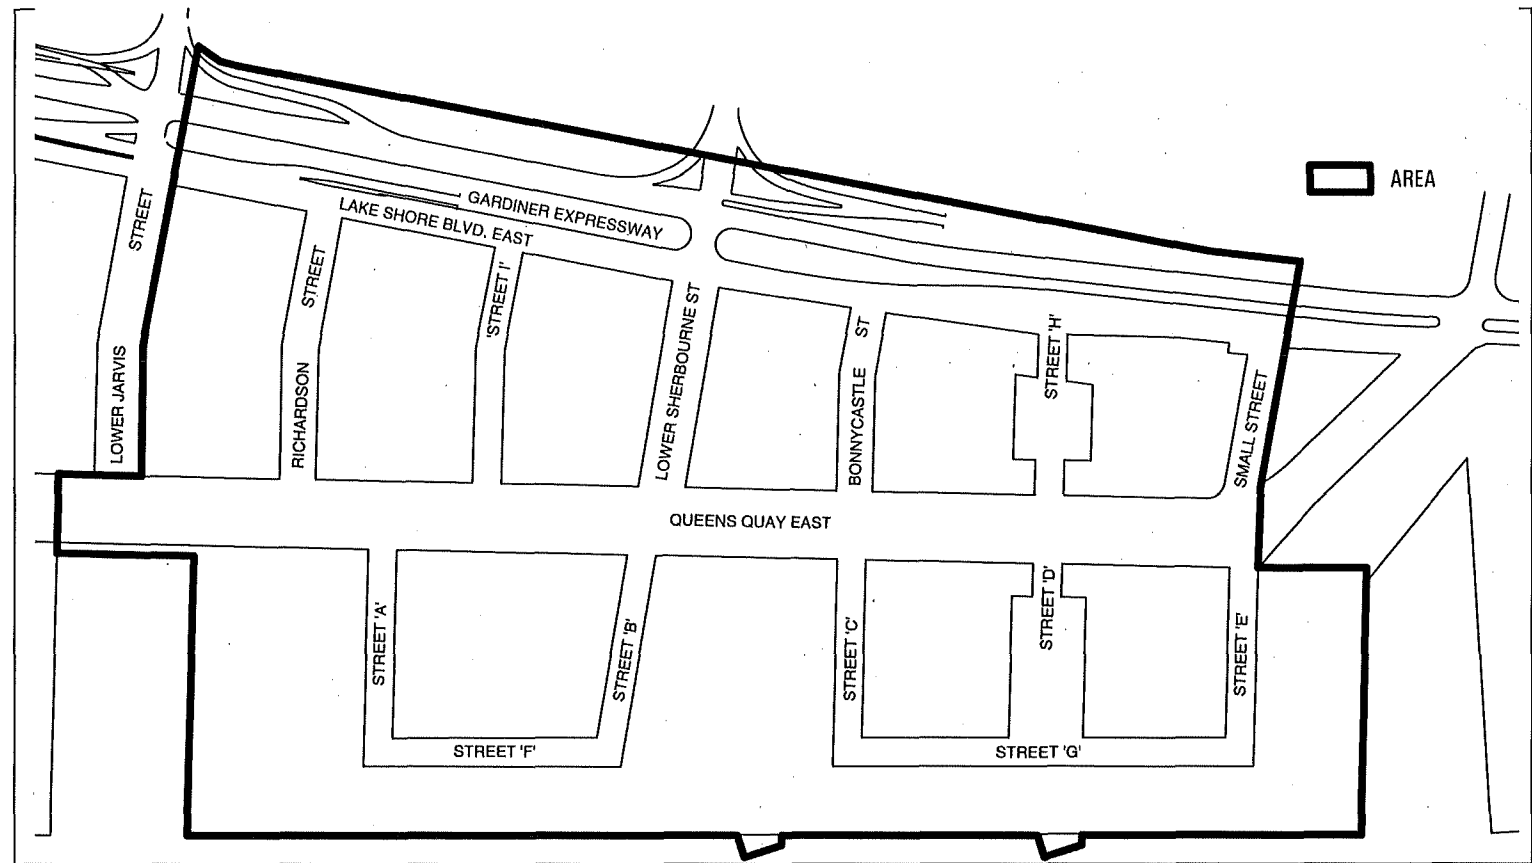 AREA
GARDINER EXPRESSWAY
LAKE SHORE BLVD. EAST
LOWER JARVIS STREET
RICHARDSON STREET
'STREET I'
LOWER SHERBOURNE ST
BONNYCASTLE ST
STREET 'H'
SMALL STREET
QUEENS QUAY EAST
STREET 'A'
STREET 'B'
STREET 'C'
STREET 'D'
STREET 'E'
STREET 'F'
STREET 'G'